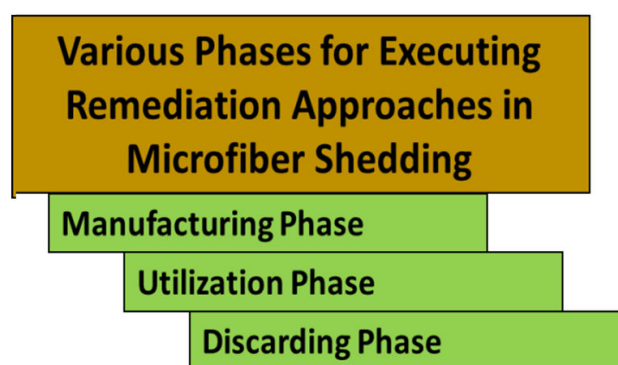 Various Phases for Executing
Remediation Approaches in
Microfiber Shedding
Manufacturing Phase
Utilization Phase
Discarding Phase